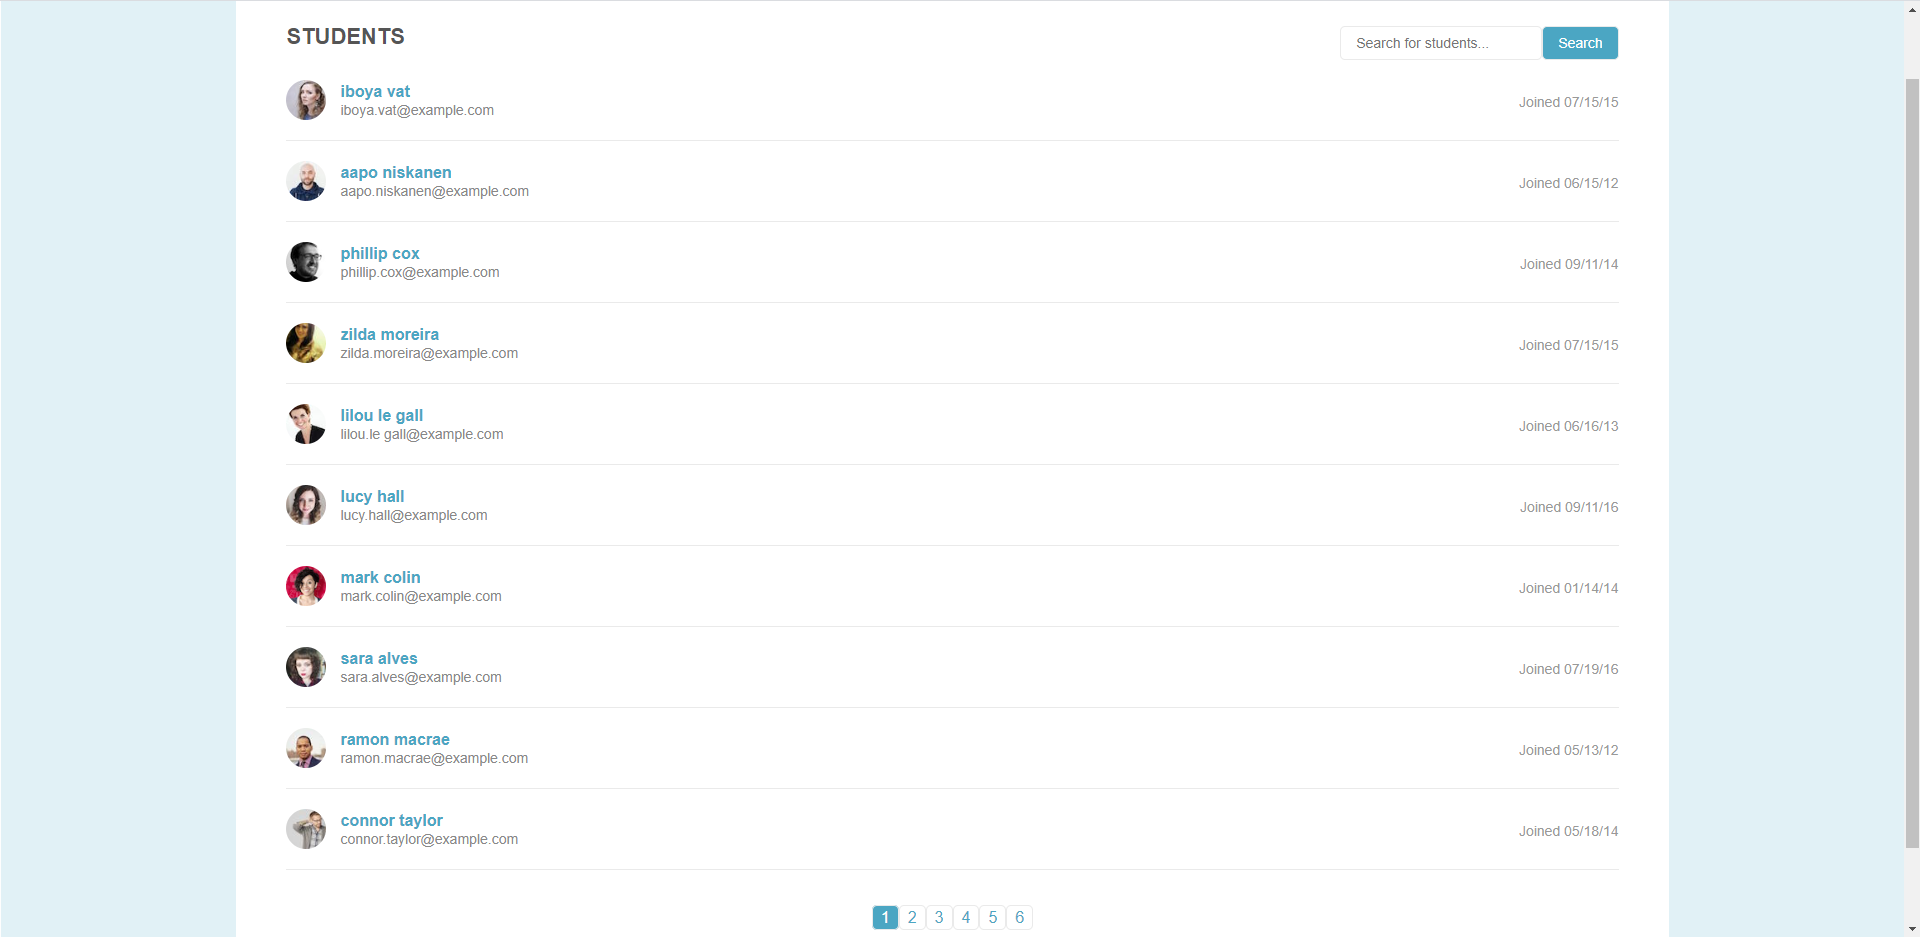 STUDENTS
Search for students...
Search
iboya vat
iboya.vat@example.com
Joined 07/15/15
aapo niskanen
aapo.niskanen@example.com
Joined 06/15/12
phillip cox
phillip.cox@example.com
Joined 09/11/14
zilda moreira
zilda.moreira@example.com
Joined 07/15/15
lilou le gall
lilou.le gall@example.com
Joined 06/16/13
lucy hall
lucy.hall@example.com
Joined 09/11/16
mark colin
mark.colin@example.com
Joined 01/14/14
sara alves
sara.alves@example.com
Joined 07/19/16
ramon macrae
ramon.macrae@example.com
Joined 05/13/12
connor taylor
connor.taylor@example.com
Joined 05/18/14
1 2 3 4 5 6